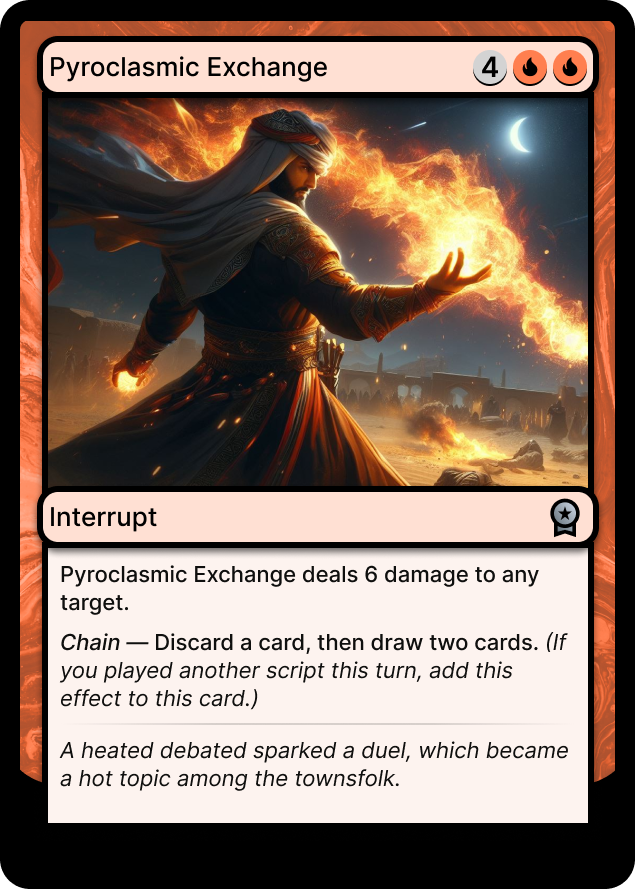 Pyroclasmic Exchange 4
Interrupt
Pyroclasmic Exchange deals 6 damage to any
target.
Chain — Discard a card, then draw two cards. (If
you played another script this turn, add this
effect to this card.)
A heated debated sparked a duel, which became
a hot topic among the townsfolk.